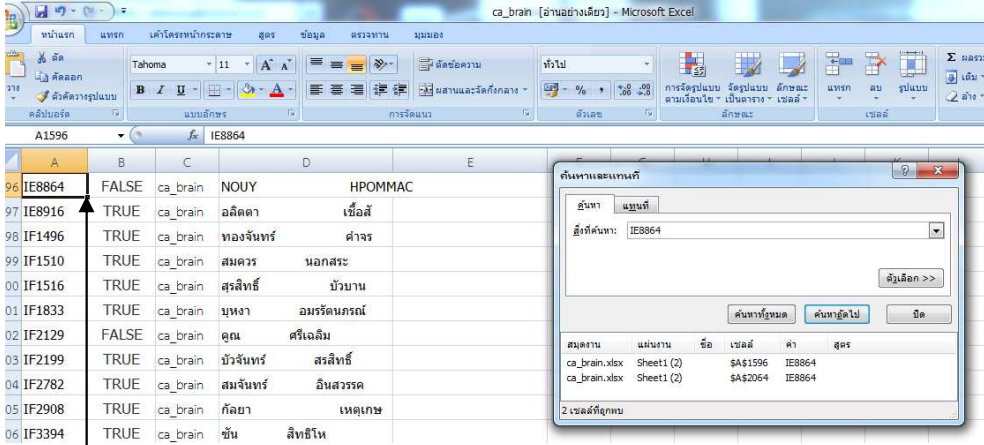 ca_brain [อ่านอย่างเดียว] - Microsoft Excel
หน้าแรก แทรก เค้าโครงหน้ากระดาษ สูตร ข้อมูล ตรวจทาน มุมมอง
ตัด
คัดลอก
ตัวคัดวางรูปแบบ
คลิปบอร์ด
Tahoma 11
B I U
แบบอักษร
ตัดข้อความ
ผสานและจัดกึ่งกลาง
การจัดแนว
ทั่วไป
ตัวเลข
การจัดรูปแบบตามเงื่อนไข จัดรูปแบบเป็นตาราง ลักษณะเซลล์
ลักษณะ
แทรก ลบ รูปแบบ
เซลล์
A1596 fx IE8864
A B C D E
96 IE8864 FALSE ca_brain NOUY HPOMMAC
97 IE8916 TRUE ca_brain อลิตตา เชื้อสั
98 IF1496 TRUE ca_brain ทองจันทร์ คำจร
99 IF1510 TRUE ca_brain สมควร นอกสระ
00 IF1516 TRUE ca_brain สุรสิทธิ์ บัวบาน
01 IF1833 TRUE ca_brain บุหงา อมรรัตนภรณ์
02 IF2129 FALSE ca_brain คูณ ศรีเฉลิม
03 IF2199 TRUE ca_brain บัวจันทร์ สรสิทธิ์
04 IF2782 TRUE ca_brain สมจันทร์ อินสวรรค
05 IF2908 TRUE ca_brain กัลยา เหตุเกษ
06 IF3394 TRUE ca_brain ซัน สิทธิโห
ค้นหาและแทนที่
ค้นหา แทนที่
สิ่งที่ค้นหา: IE8864
ตัวเลือก >>
ค้นหาทั้งหมด ค้นหาถัดไป ปิด
สมุดงาน แผ่นงาน ชื่อ เซลล์ ค่า สูตร
ca_brain.xlsx Sheet1 (2) $A$1596 IE8864
ca_brain.xlsx Sheet1 (2) $A$2064 IE8864
2 เซลล์ที่ถูกพบ